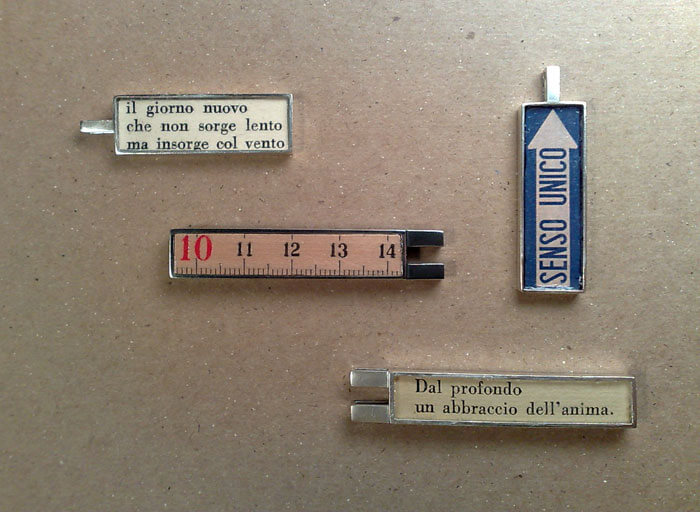 il giorno nuovo
che non sorge lento
ma insorge col vento
SENSO UNICO
10 11 12 13 14
Dal profondo
un abbraccio dell'anima.